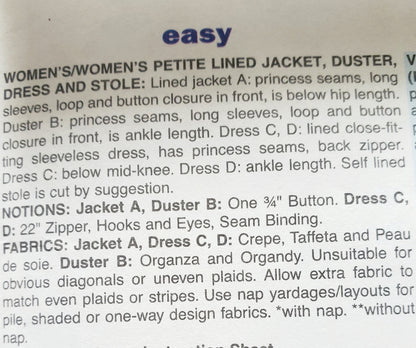 easy
WOMEN'S/WOMEN'S PETITE LINED JACKET, DUSTER,
DRESS AND STOLE: Lined jacket A: princess seams, long
sleeves, loop and button closure in front, is below hip length.
Duster B: princess seams, long sleeves, loop and button
closure in front, is ankle length. Dress C, D: lined close-fit-
ting sleeveless dress, has princess seams, back zipper.
Dress C: below mid-knee. Dress D: ankle length. Self lined
stole is cut by suggestion.
NOTIONS: Jacket A, Duster B: One ¾" Button. Dress C,
D: 22" Zipper, Hooks and Eyes, Seam Binding.
FABRICS: Jacket A, Dress C, D: Crepe, Taffeta and Peau
de soie. Duster B: Organza and Organdy. Unsuitable for
obvious diagonals or uneven plaids. Allow extra fabric to
match even plaids or stripes. Use nap yardages/layouts for
pile, shaded or one-way design fabrics. *with nap. **without
nap.